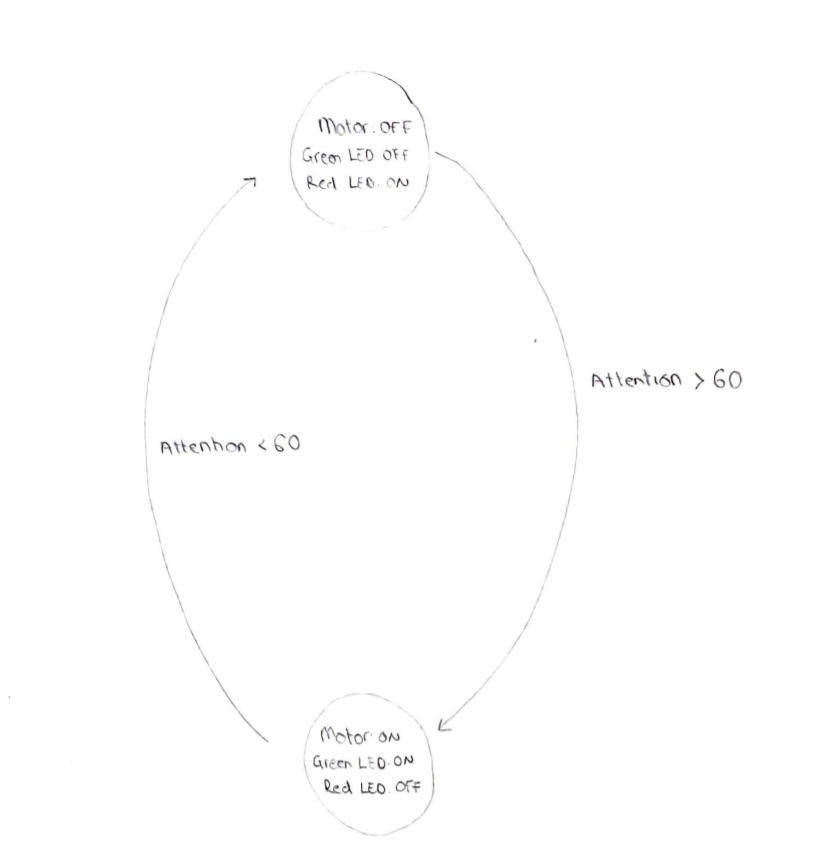 Motor. OFF
Green LED OFF
Red LED. ON
Attention > 60
Attention < 60
Motor. ON
Green LED. ON
Red LED. OFF